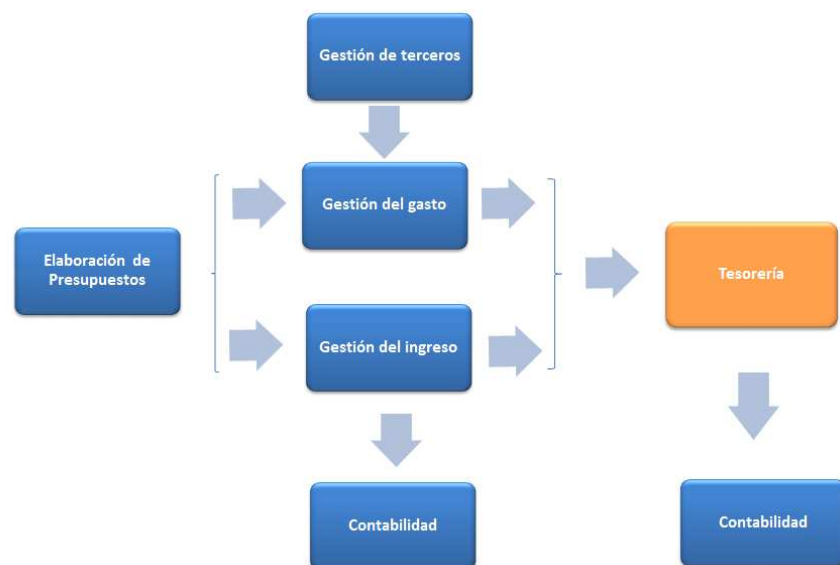 Gestión de terceros
Gestión del gasto
Elaboración de
Presupuestos
Tesorería
Gestión del ingreso
Contabilidad
Contabilidad